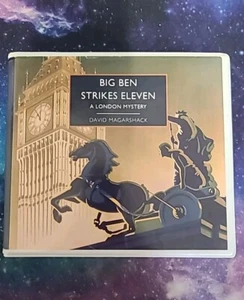 BIG BEN
STRIKES ELEVEN
A LONDON MYSTERY
DAVID MAGARSHACK